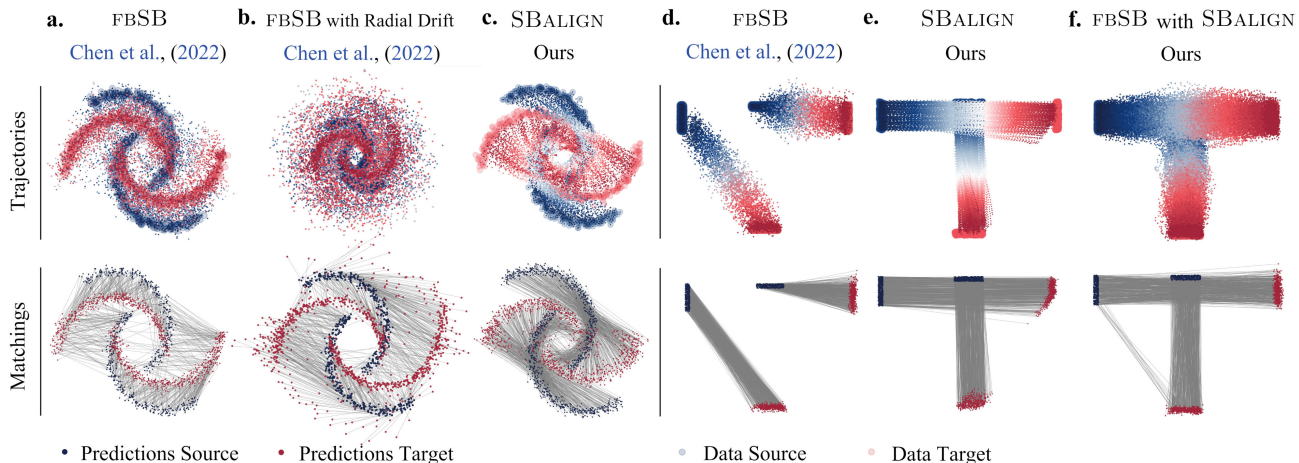 a. FBSB
Chen et al., (2022)
b. FBSB with Radial Drift
Chen et al., (2022)
c. SBALIGN
Ours
d. FBSB
Chen et al., (2022)
e. SBALIGN
Ours
f. FBSB with SBALIGN
Ours
Trajectories
Matchings
Predictions Source
Predictions Target
Data Source
Data Target